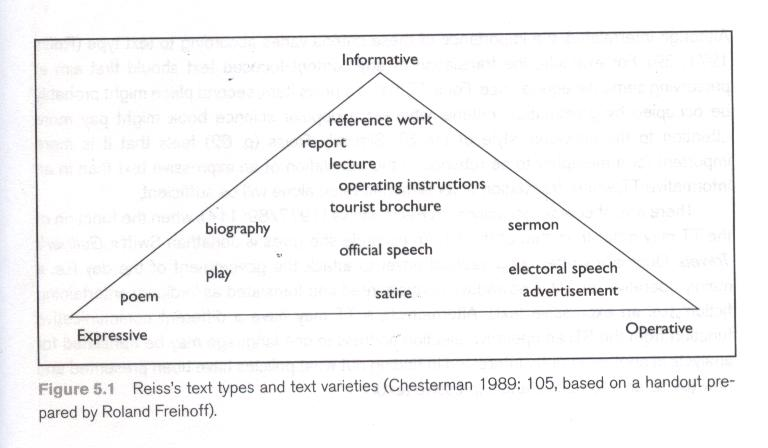 Informative
reference work
report
lecture
operating instructions
tourist brochure
biography
sermon
official speech
play
electoral speech
poem
satire
advertisement
Expressive
Operative
Figure 5.1 Reiss's text types and text varieties (Chesterman 1989: 105, based on a handout pre-
pared by Roland Freihoff).